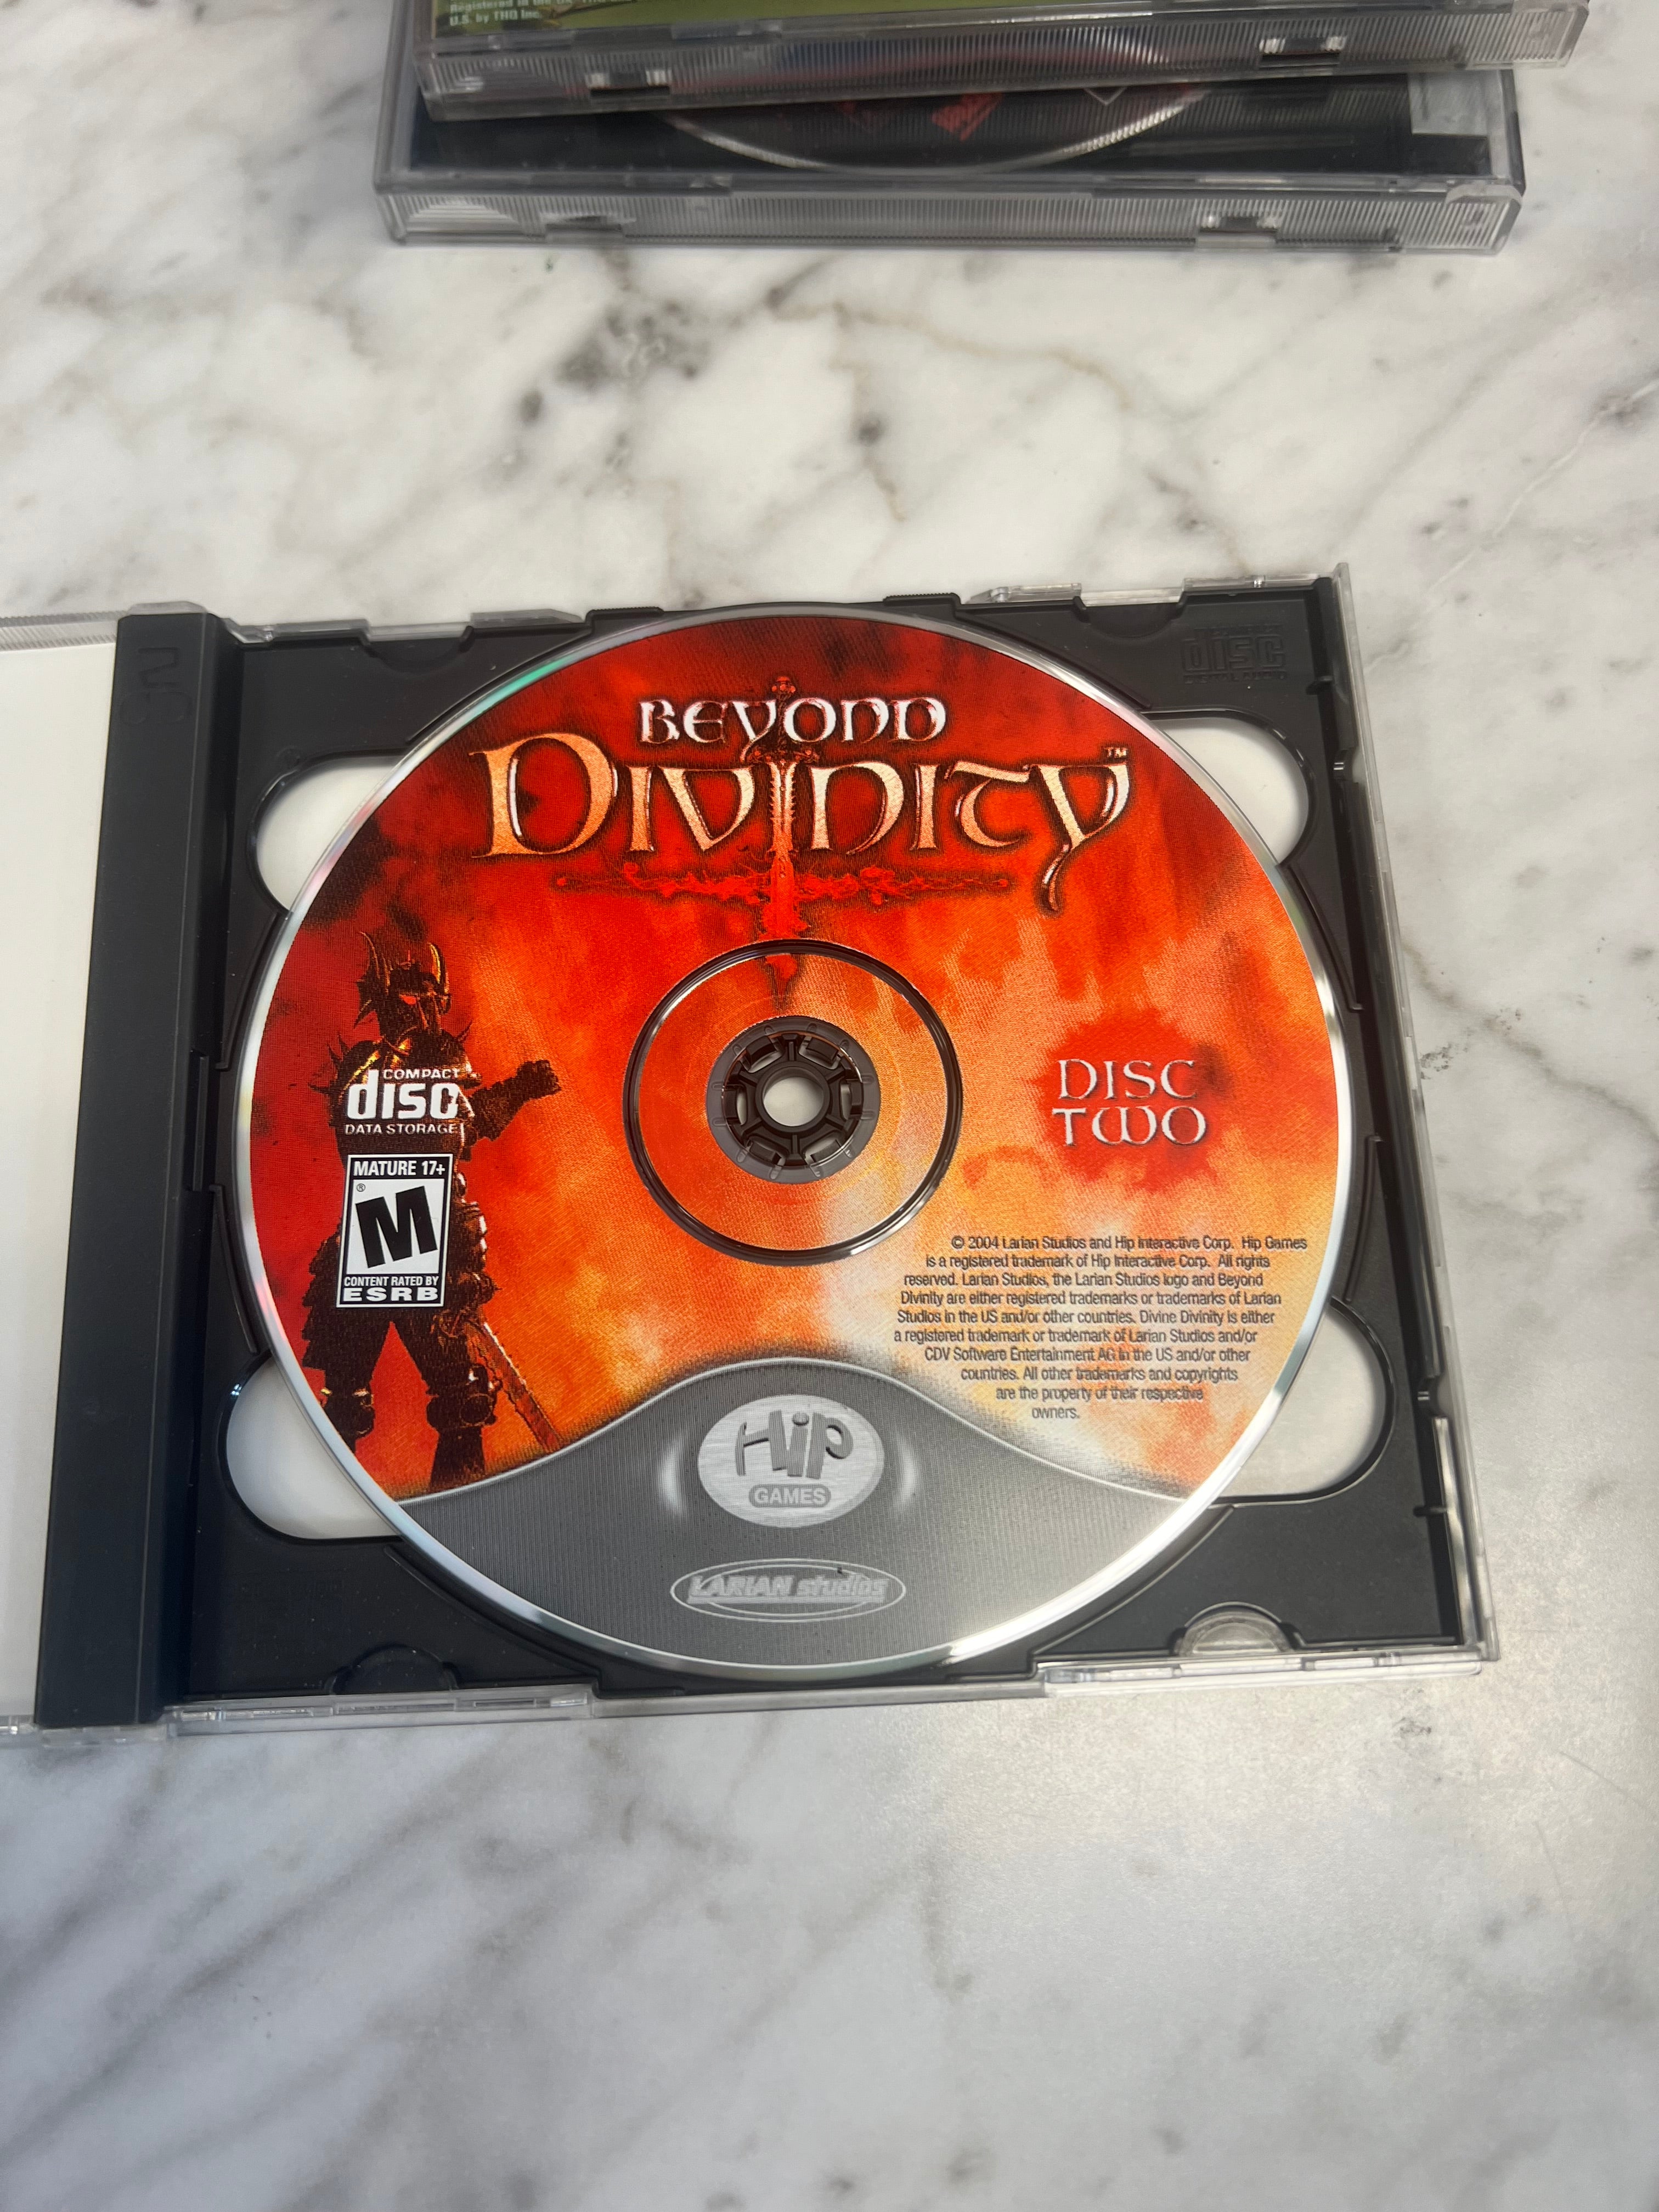 U.S. by THQ Inc.
disc
BEYOND
DIVINITY™
COMPACT
disc
DATA STORAGE
MATURE 17+
M®
CONTENT RATED BY
ESRB
DISC
TWO
© 2004 Larian Studios and Hip Interactive Corp. Hip Games
is a registered trademark of Hip Interactive Corp. All rights
reserved. Larian Studios, the Larian Studios logo and Beyond
Divinity are either registered trademarks or trademarks of Larian
Studios in the US and/or other countries. Divine Divinity is either
a registered trademark or trademark of Larian Studios and/or
CDV Software Entertainment AG in the US and/or other
countries. All other trademarks and copyrights
are the property of their respective
owners.
HIP
GAMES
LARIAN studios